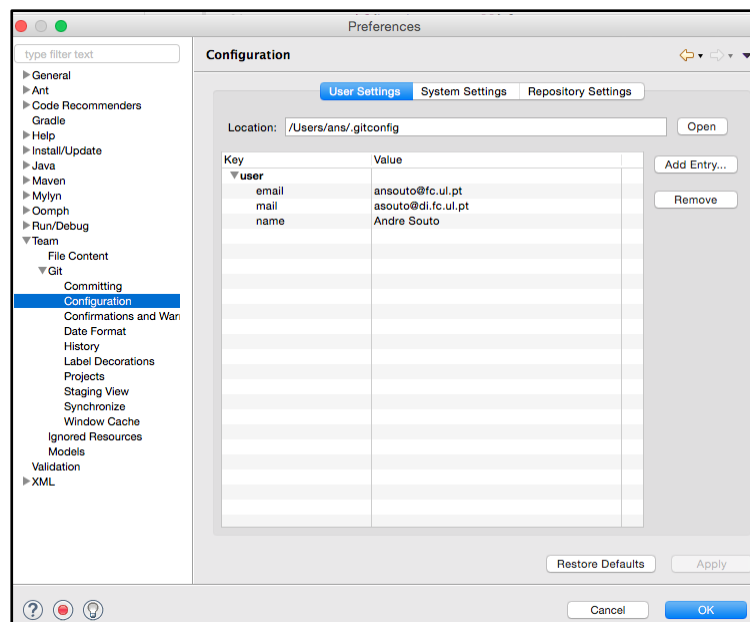 Preferences
type filter text
Configuration
General
Ant
Code Recommenders
Gradle
Help
Install/Update
Java
Maven
Mylyn
Oomph
Run/Debug
Team
File Content
Git
Committing
Configuration
Confirmations and Warr
Date Format
History
Label Decorations
Projects
Staging View
Synchronize
Window Cache
Ignored Resources
Models
Validation
XML
User Settings System Settings Repository Settings
Location: /Users/ans/.gitconfig Open
Key Value
user
email ansouto@fc.ul.pt
mail asouto@di.fc.ul.pt
name Andre Souto
Add Entry...
Remove
Restore Defaults Apply
? Cancel OK